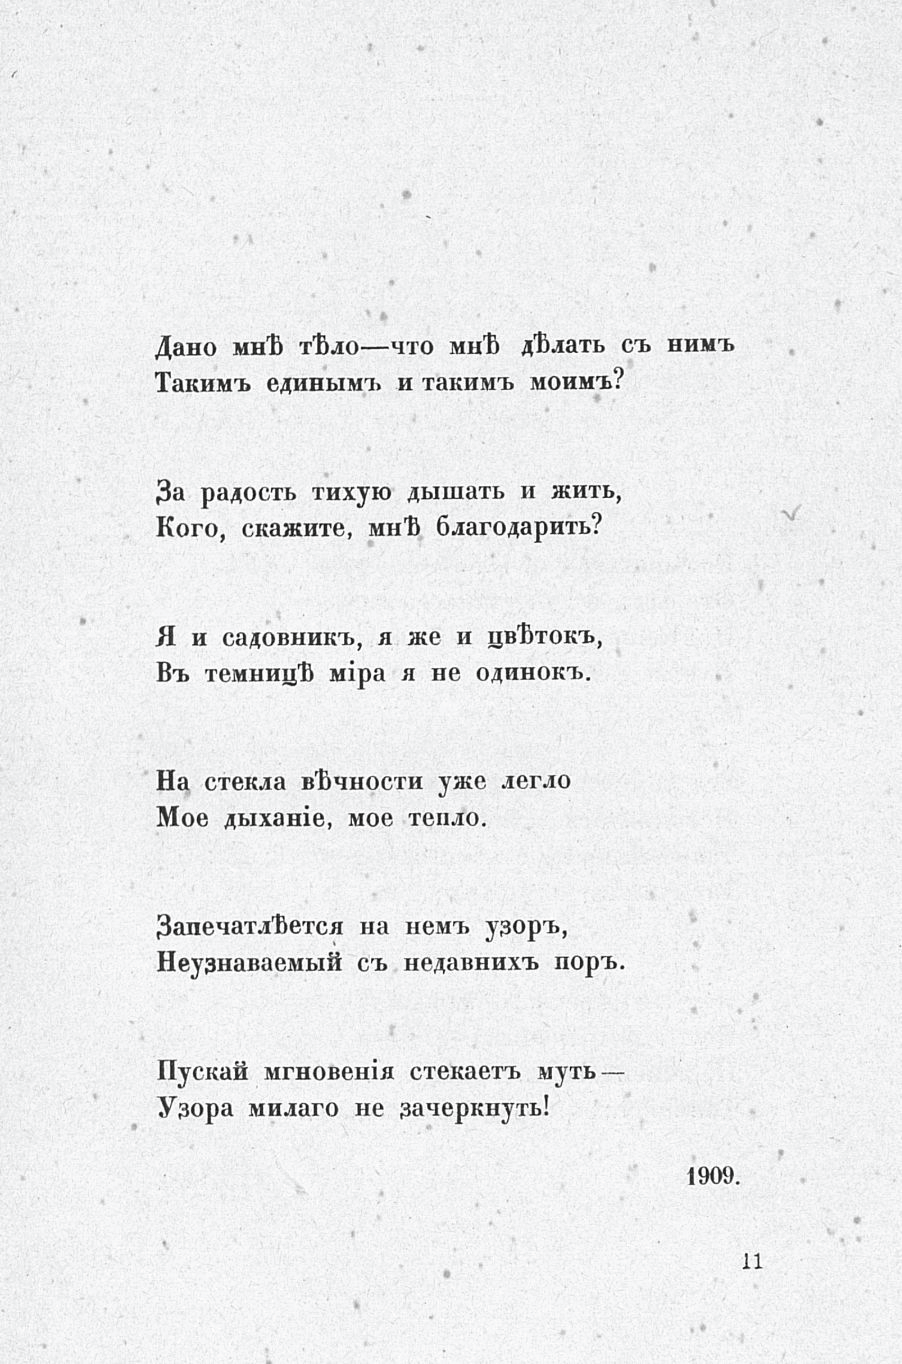 Дано мнѣ тѣло—что мнѣ дѣлать съ нимъ
Такимъ единымъ и такимъ моимъ?
За радость тихую дышать и жить,
Кого, скажите, мнѣ благодарить?
Я и садовникъ, я же и цвѣтокъ,
Въ темницѣ міра я не одинокъ.
На стекла вѣчности уже легло
Мое дыханіе, мое тепло.
Запечатлѣется на немъ узоръ,
Неузнаваемый съ недавнихъ поръ.
Пускай мгновенія стекаетъ муть—
Узора милаго не зачеркнуть!
1909.
11